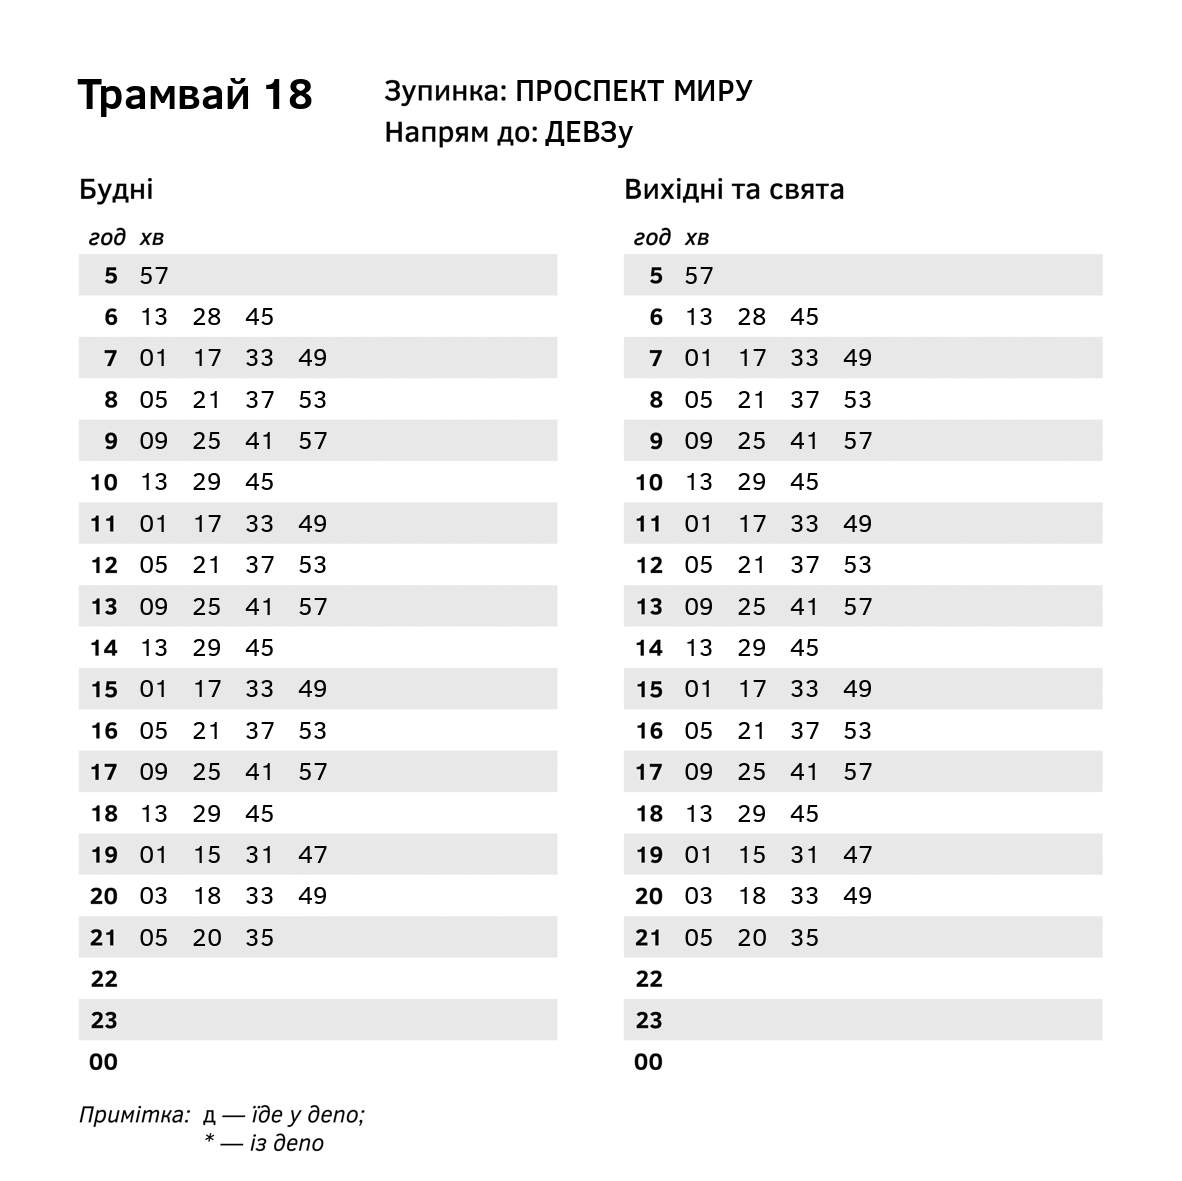 Трамвай 18
Зупинка: ПРОСПЕКТ МИРУ
Напрям до: ДЕВЗу
Будні
год хв
5 57
6 13 28 45
7 01 17 33 49
8 05 21 37 53
9 09 25 41 57
10 13 29 45
11 01 17 33 49
12 05 21 37 53
13 09 25 41 57
14 13 29 45
15 01 17 33 49
16 05 21 37 53
17 09 25 41 57
18 13 29 45
19 01 15 31 47
20 03 18 33 49
21 05 20 35
22
23
00
Вихідні та свята
год хв
5 57
6 13 28 45
7 01 17 33 49
8 05 21 37 53
9 09 25 41 57
10 13 29 45
11 01 17 33 49
12 05 21 37 53
13 09 25 41 57
14 13 29 45
15 01 17 33 49
16 05 21 37 53
17 09 25 41 57
18 13 29 45
19 01 15 31 47
20 03 18 33 49
21 05 20 35
22
23
00
Примітка: д — їде у депо;
* — із депо